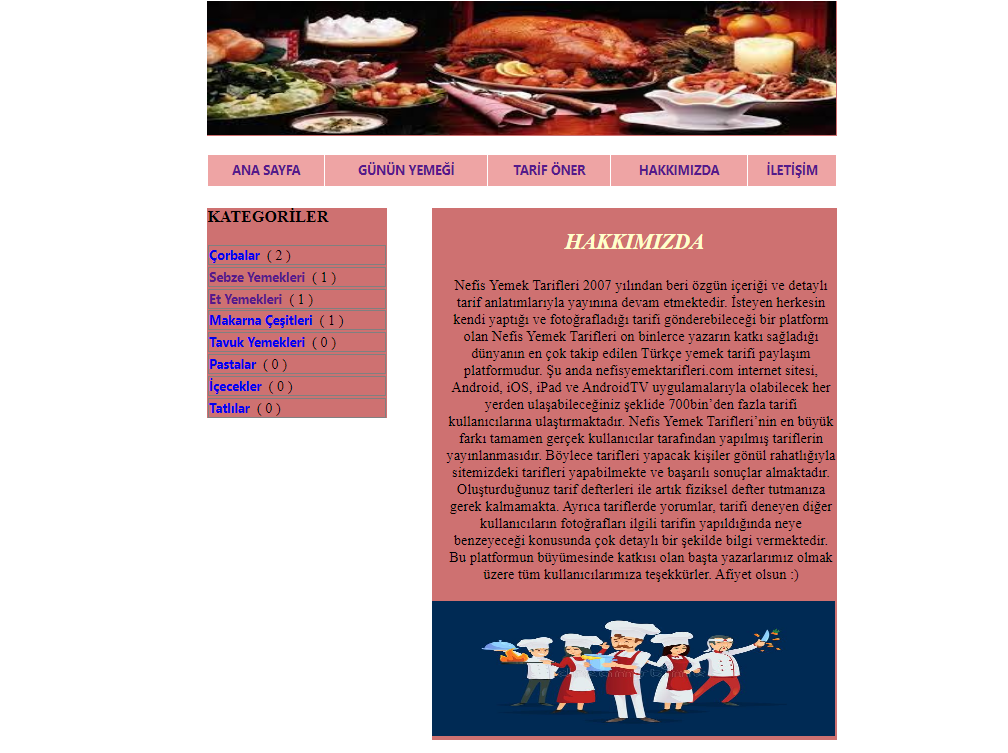 ANA SAYFA GÜNÜN YEMEĞİ TARİF ÖNER HAKKIMIZDA İLETİŞİM
KATEGORİLER
Çorbalar ( 2 )
Sebze Yemekleri ( 1 )
Et Yemekleri ( 1 )
Makarna Çeşitleri ( 1 )
Tavuk Yemekleri ( 0 )
Pastalar ( 0 )
İçecekler ( 0 )
Tatlılar ( 0 )
HAKKIMIZDA
Nefis Yemek Tarifleri 2007 yılından beri özgün içeriği ve detaylı
tarif anlatımlarıyla yayınına devam etmektedir. İsteyen herkesin
kendi yaptığı ve fotoğrafladığı tarifi gönderebileceği bir platform
olan Nefis Yemek Tarifleri on binlerce yazarın katkı sağladığı
dünyanın en çok takip edilen Türkçe yemek tarifi paylaşım
platformudur. Şu anda nefisyemektarifleri.com internet sitesi,
Android, iOS, iPad ve AndroidTV uygulamalarıyla olabilecek her
yerden ulaşabileceğiniz şeklide 700bin’den fazla tarifi
kullanıcılarına ulaştırmaktadır. Nefis Yemek Tarifleri’nin en büyük
farkı tamamen gerçek kullanıcılar tarafından yapılmış tariflerin
yayınlanmasıdır. Böylece tarifleri yapacak kişiler gönül rahatlığıyla
sitemizdeki tarifleri yapabilmekte ve başarılı sonuçlar almaktadır.
Oluşturduğunuz tarif defterleri ile artık fiziksel defter tutmanıza
gerek kalmamakta. Ayrıca tariflerde yorumlar, tarifi deneyen diğer
kullanıcıların fotoğrafları ilgili tarifin yapıldığında neye
benzeyeceği konusunda çok detaylı bir şekilde bilgi vermektedir.
Bu platformun büyümesinde katkısı olan başta yazarlarımız olmak
üzere tüm kullanıcılarımıza teşekkürler. Afiyet olsun :)